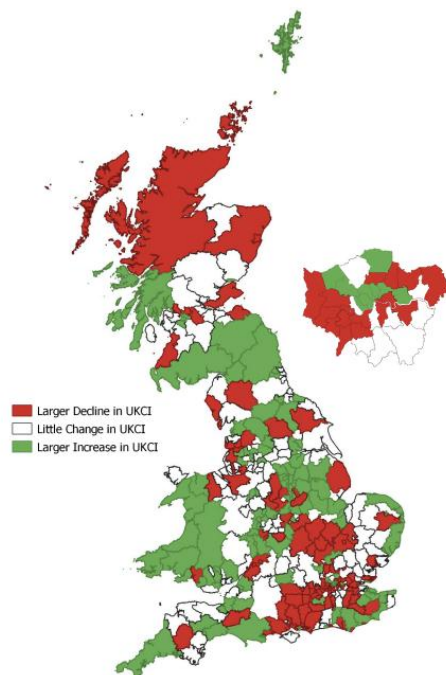 Larger Decline in UKCI
Little Change in UKCI
Larger Increase in UKCI